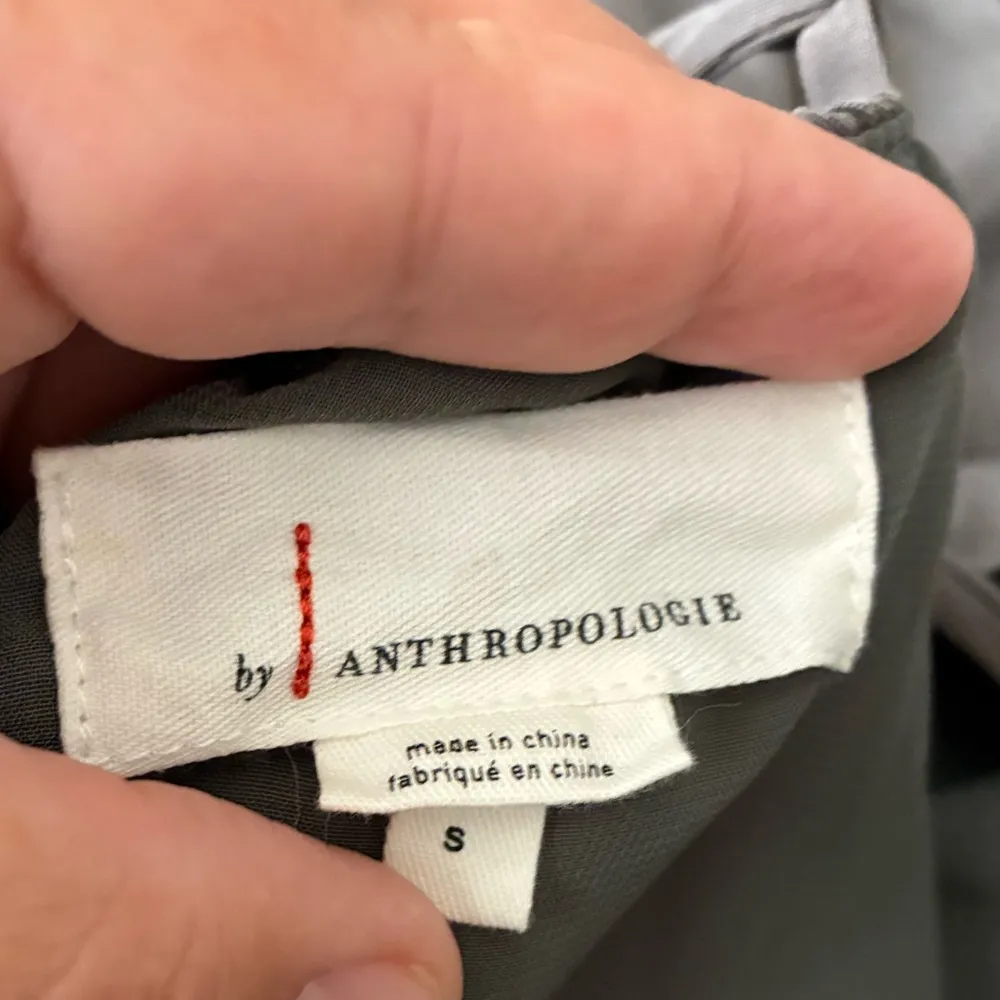 by ANTHROPOLOGIE
made in china
fabriqué en chine
S